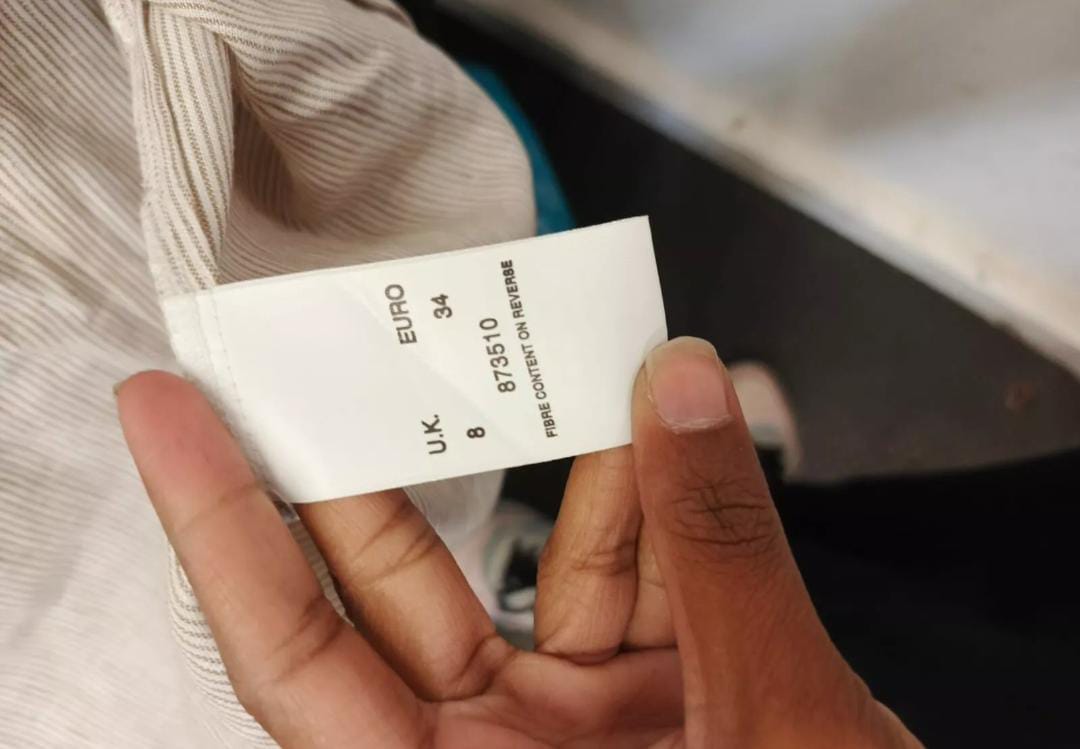 U.K. EURO
8 34
873510
FIBRE CONTENT ON REVERSE